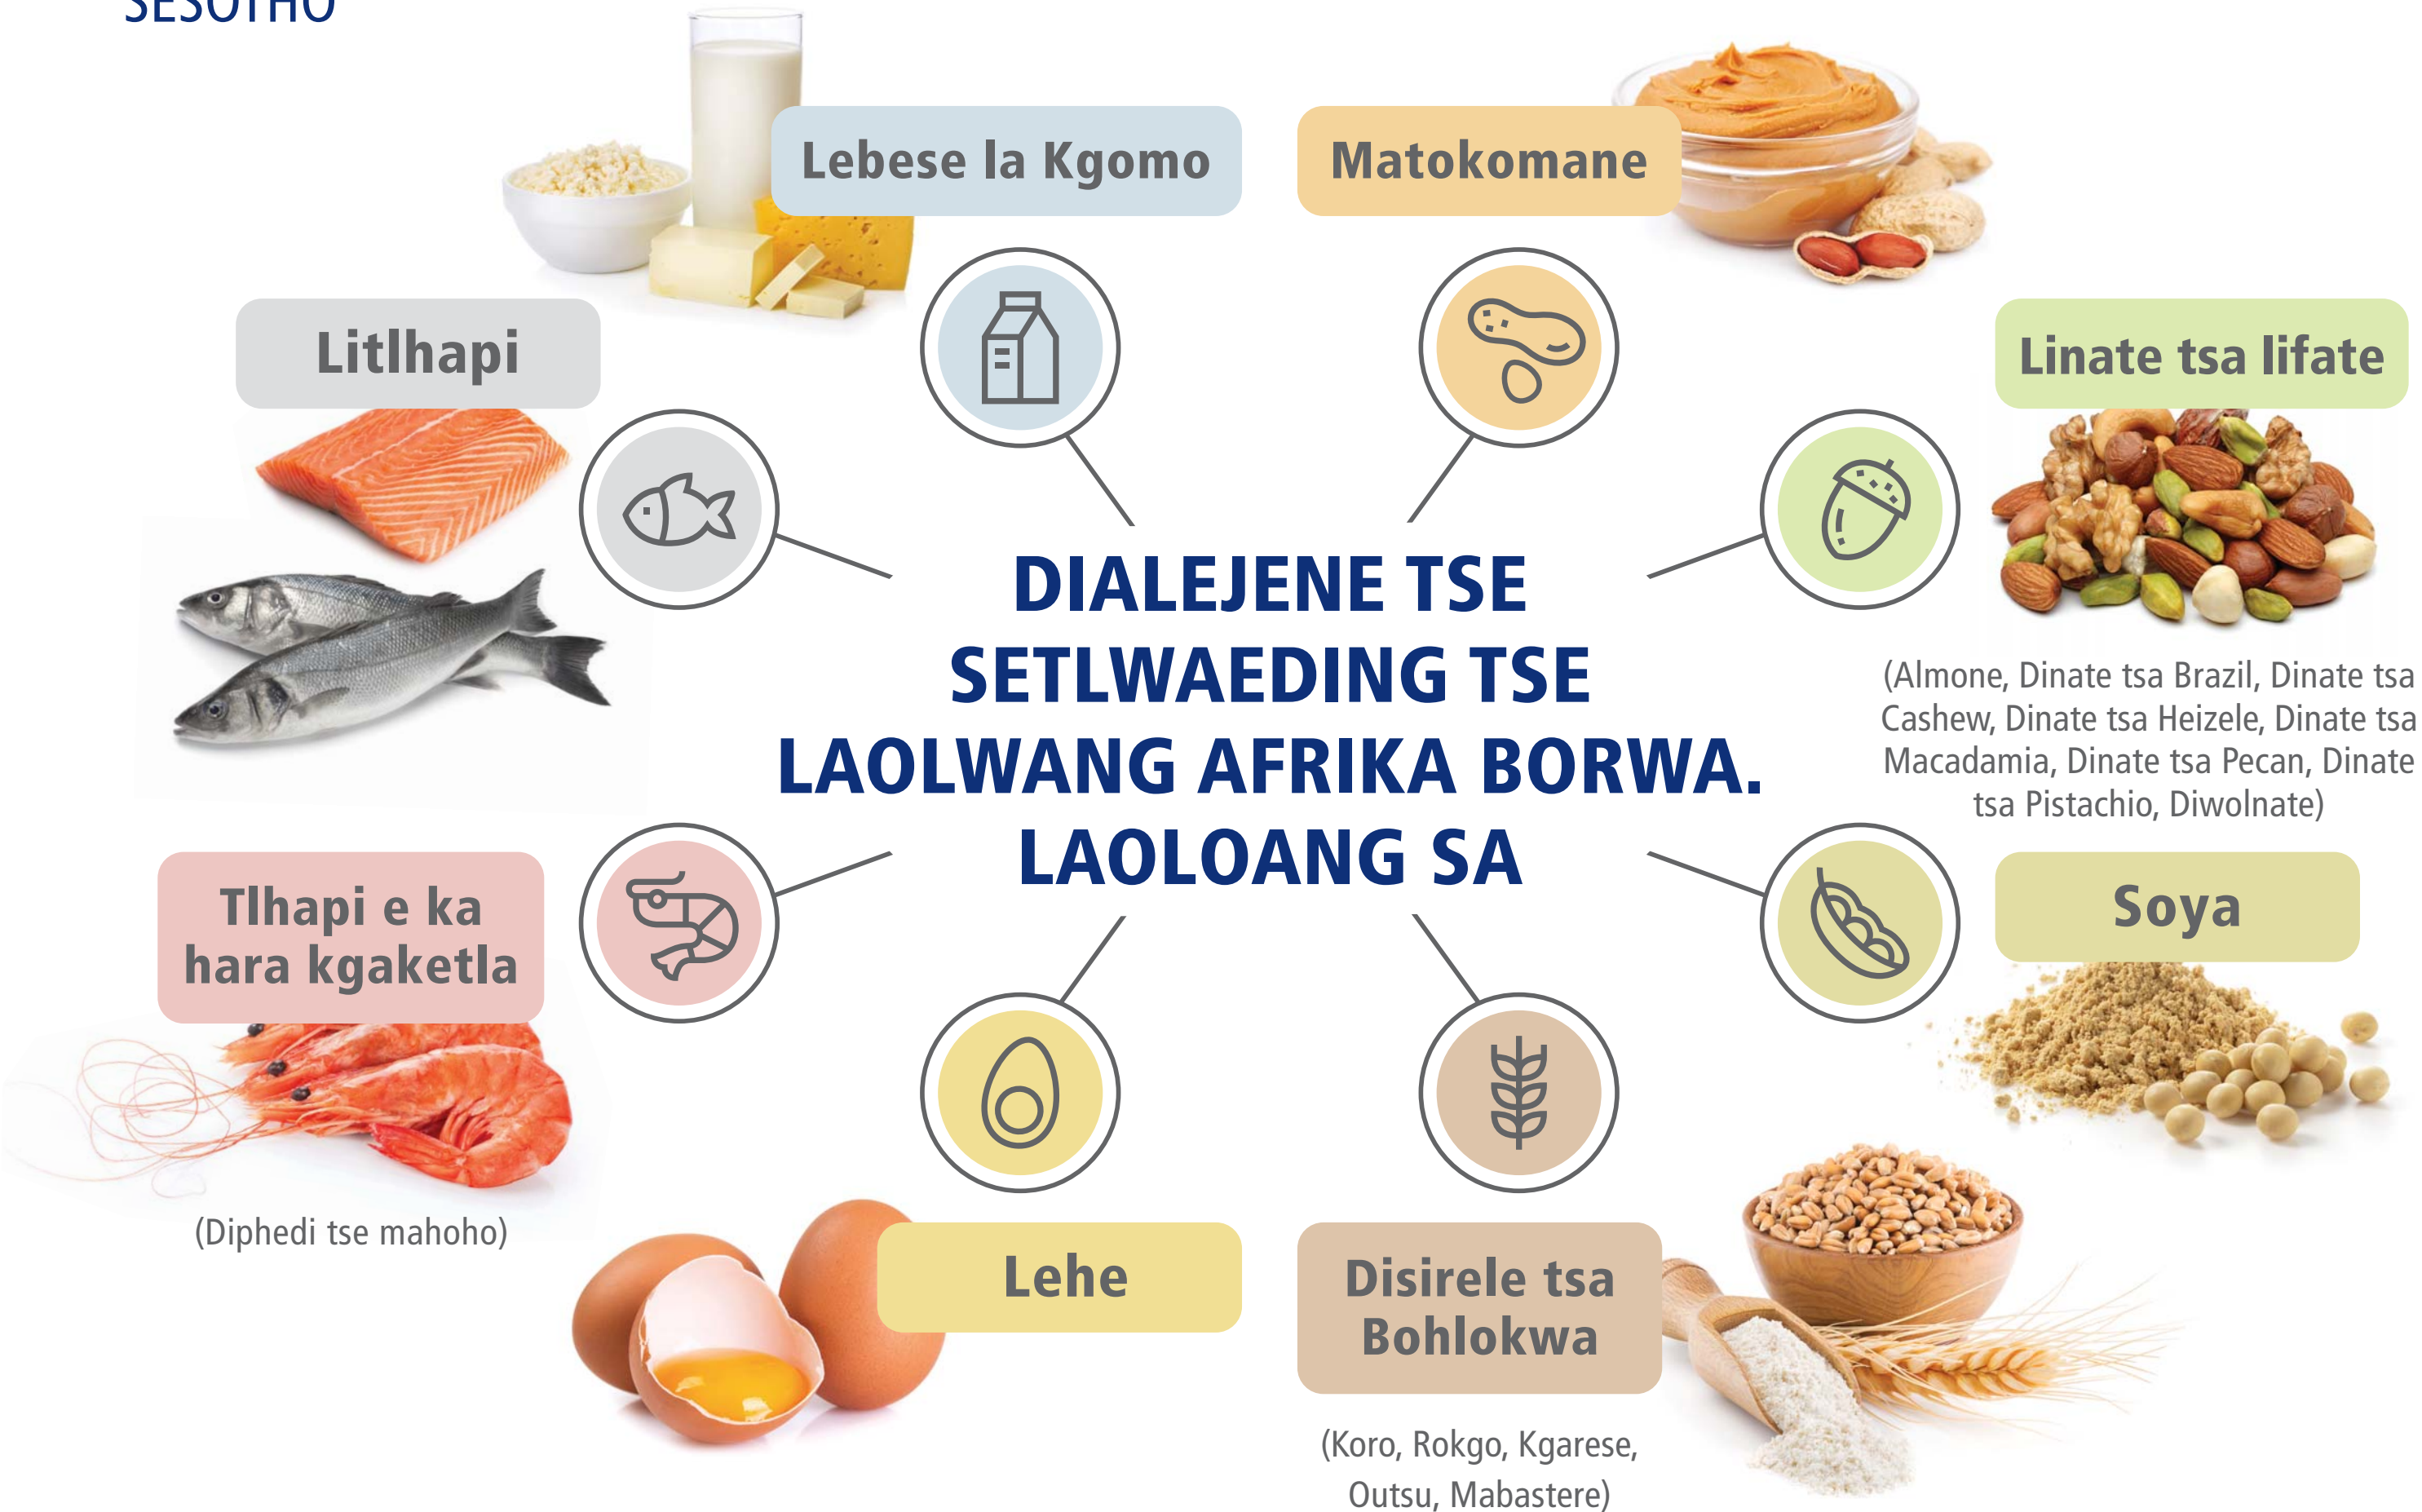 SESOTHO
Lebese la Kgomo
Matokomane
Litlhapi
Linate tsa lifate
DIALEJENE TSE
SETLWAEDING TSE
LAOLWANG AFRIKA BORWA.
LAOLOANG SA
(Almone, Dinate tsa Brazil, Dinate tsa
Cashew, Dinate tsa Heizele, Dinate tsa
Macadamia, Dinate tsa Pecan, Dinate
tsa Pistachio, Diwolnate)
Tlhapi e ka
hara kgaketla
Soya
(Diphedi tse mahoho)
Lehe
Disirele tsa
Bohlokwa
(Koro, Rokgo, Kgarese,
Outsu, Mabastere)